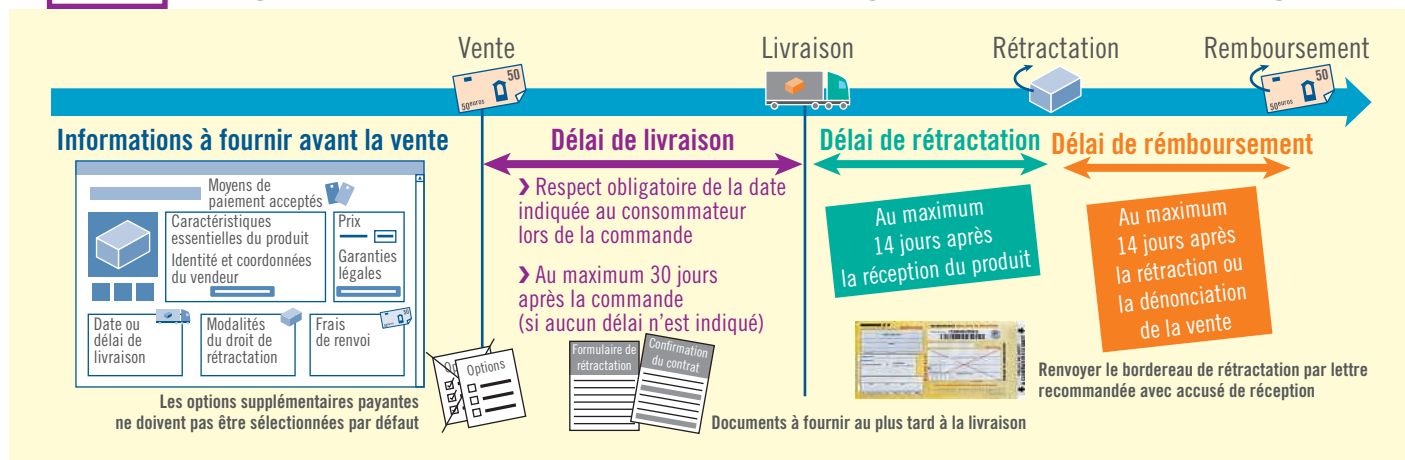 Vente
Livraison
Rétractation
Remboursement
50
50 euros
50
50 euros
Informations à fournir avant la vente
Moyens de
paiement acceptés
Caractéristiques
essentielles du produit
Identité et coordonnées
du vendeur
Prix
Garanties
légales
Date ou
délai de
livraison
Modalités
du droit de
rétractation
Frais
de renvoi
Les options supplémentaires payantes
ne doivent pas être sélectionnées par défaut
Options
Délai de livraison
❯ Respect obligatoire de la date
indiquée au consommateur
lors de la commande
❯ Au maximum 30 jours
après la commande
(si aucun délai n’est indiqué)
Formulaire de
rétractation
Confirmation
du contrat
Documents à fournir au plus tard à la livraison
Délai de rétractation
Au maximum
14 jours après
la réception du produit
Délai de rémboursement
Au maximum
14 jours après
la rétraction ou
la dénonciation
de la vente
Renvoyer le bordereau de rétractation par lettre
recommandée avec accusé de réception